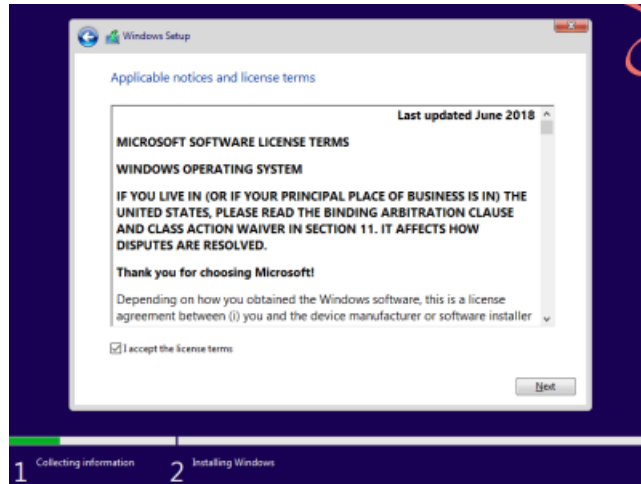 Windows Setup
Applicable notices and license terms
Last updated June 2018
MICROSOFT SOFTWARE LICENSE TERMS
WINDOWS OPERATING SYSTEM
IF YOU LIVE IN (OR IF YOUR PRINCIPAL PLACE OF BUSINESS IS IN) THE
UNITED STATES, PLEASE READ THE BINDING ARBITRATION CLAUSE
AND CLASS ACTION WAIVER IN SECTION 11. IT AFFECTS HOW
DISPUTES ARE RESOLVED.
Thank you for choosing Microsoft!
Depending on how you obtained the Windows software, this is a license
agreement between (i) you and the device manufacturer or software installer
I accept the license terms
Next
1 Collecting information
2 Installing Windows